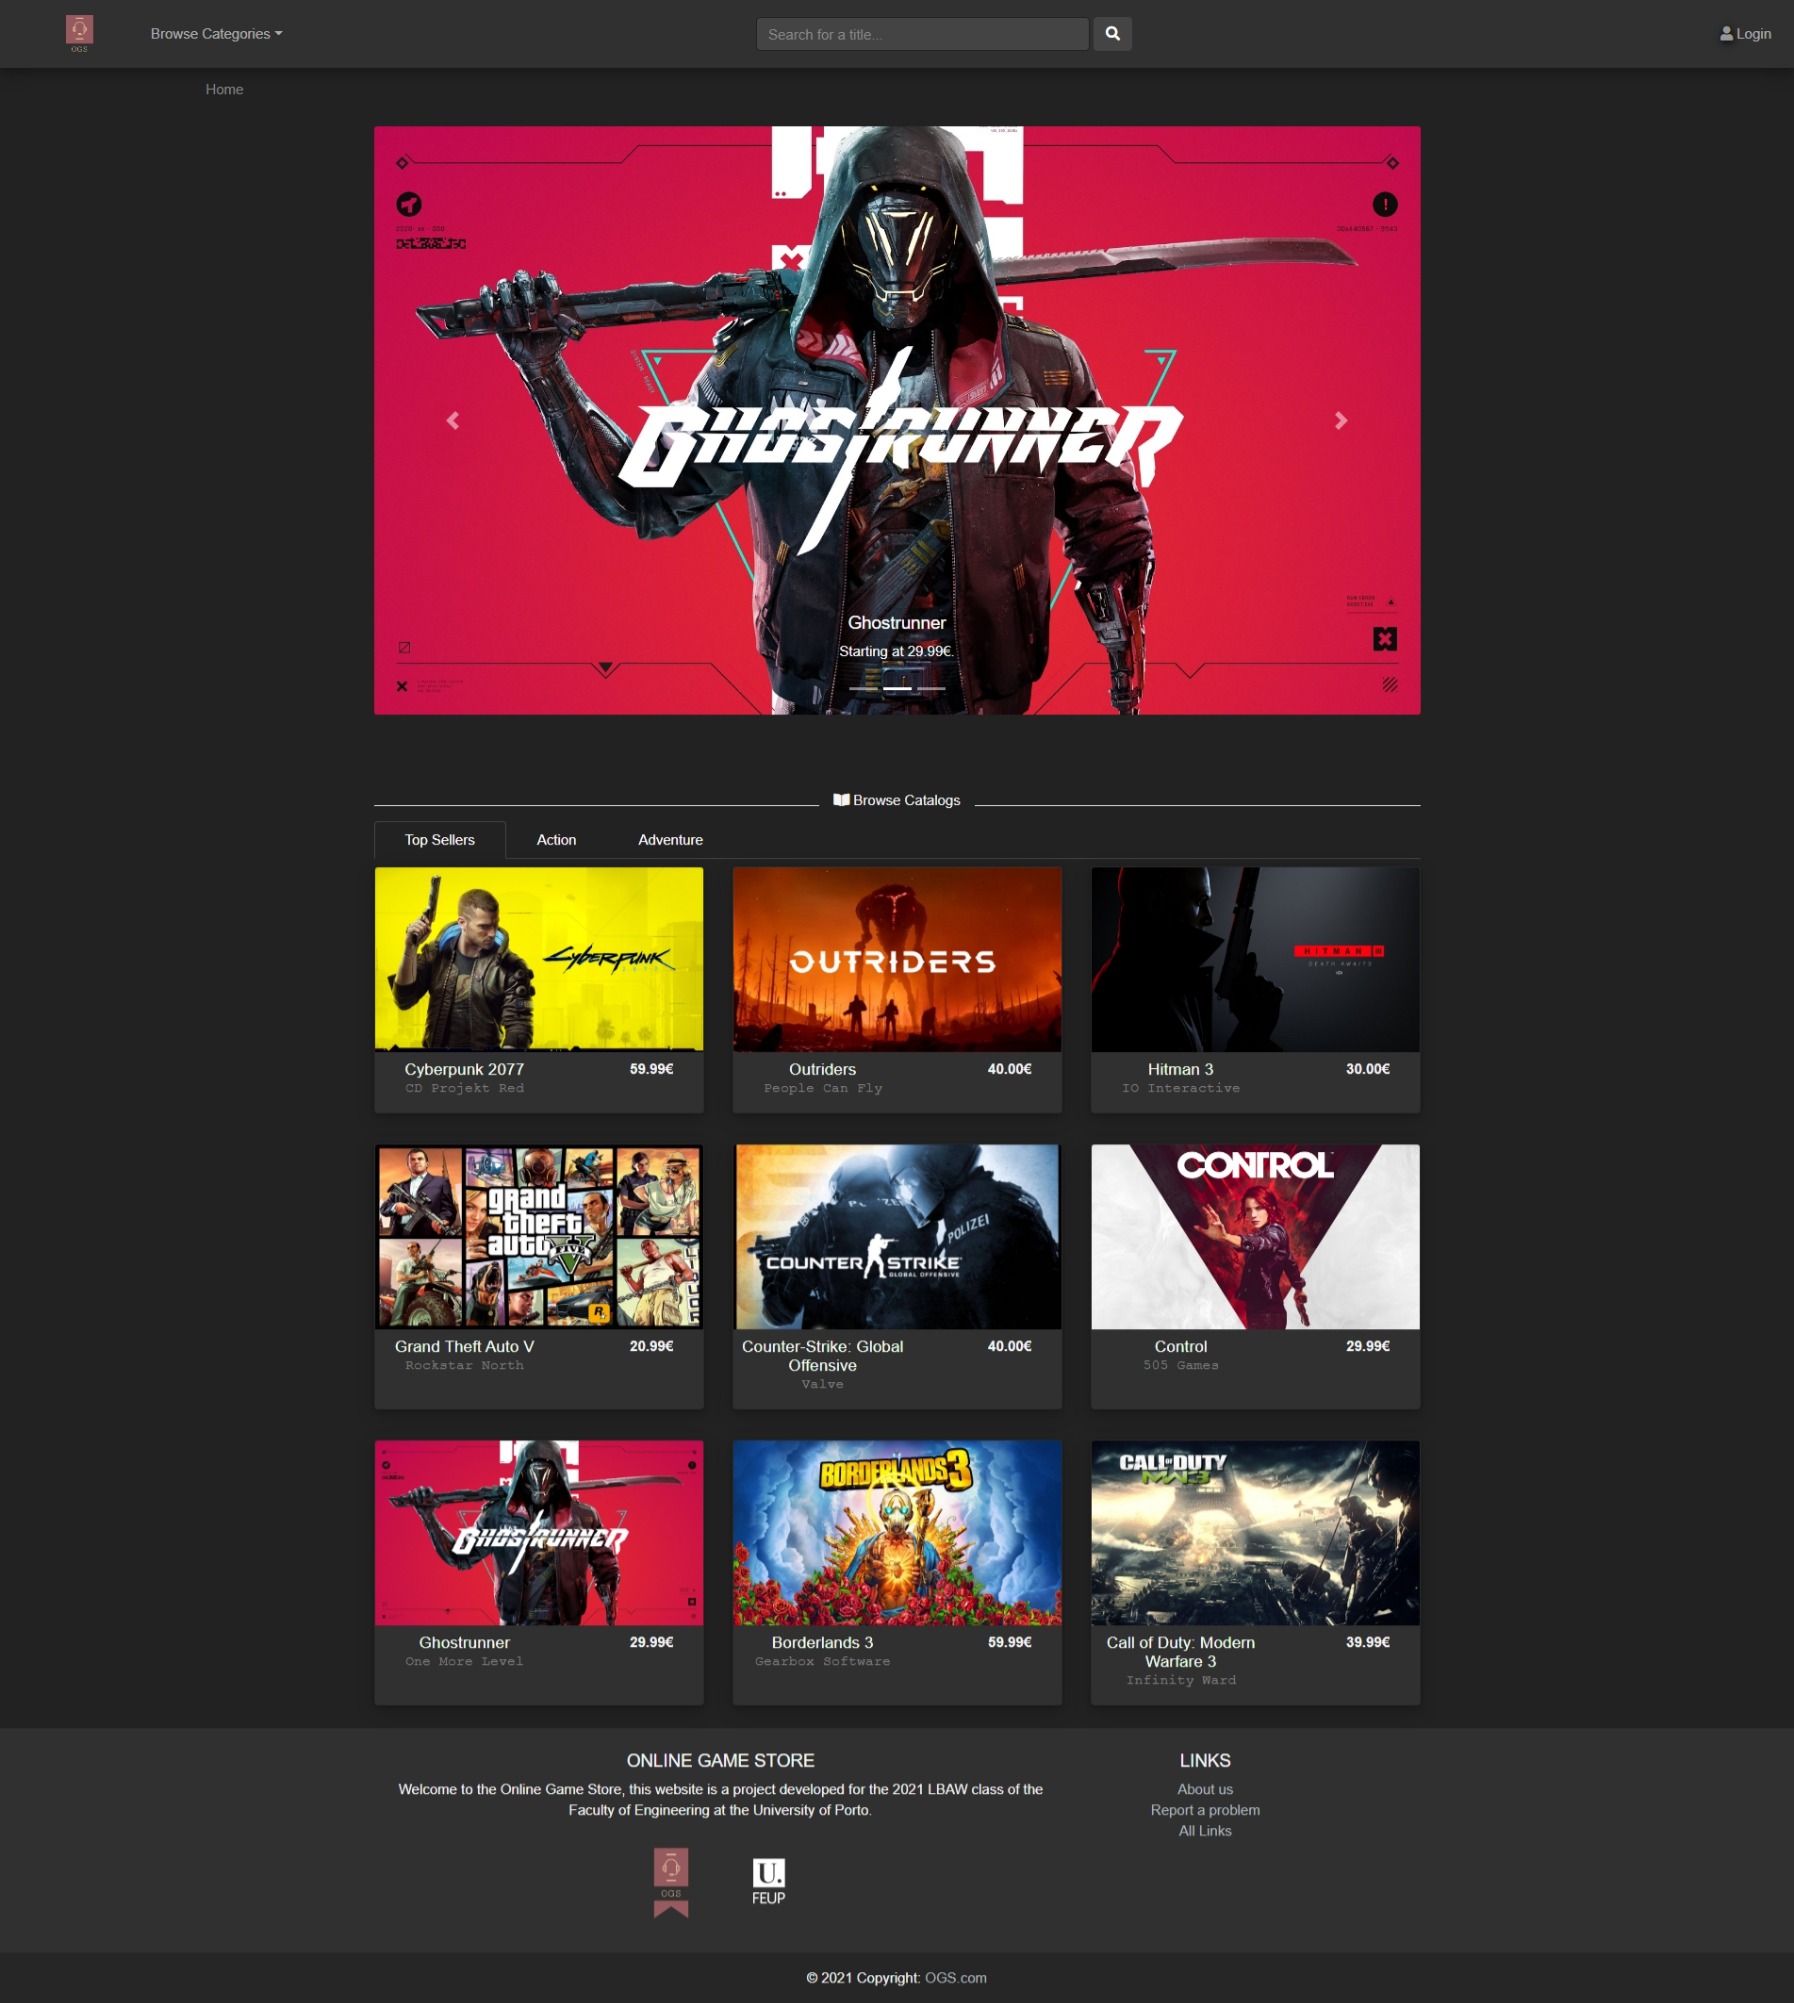 OGS
Browse Categories
Search for a title...
Login
Home
GHOSTRUNNER
Ghostrunner
Starting at 29.99€.
Browse Catalogs
Top Sellers
Action
Adventure
CYBERPUNK
2077
OUTRIDERS
HITMAN III
DEATH AWAITS
Cyberpunk 2077
59.99€
CD Projekt Red
Outriders
40.00€
People Can Fly
Hitman 3
30.00€
IO Interactive
grand
theft
auto
FIVE
V
R
POLIZEI
COUNTER STRIKE
GLOBAL OFFENSIVE
CONTROL
Grand Theft Auto V
20.99€
Rockstar North
Counter-Strike: Global
Offensive
40.00€
Valve
Control
29.99€
505 Games
GHOSTRUNNER
BORDERLANDS 3
CALL OF DUTY
MW3
Ghostrunner
29.99€
One More Level
Borderlands 3
59.99€
Gearbox Software
Call of Duty: Modern
Warfare 3
39.99€
Infinity Ward
ONLINE GAME STORE
Welcome to the Online Game Store, this website is a project developed for the 2021 LBAW class of the
Faculty of Engineering at the University of Porto.
OGS
U.
FEUP
LINKS
About us
Report a problem
All Links
© 2021 Copyright: OGS.com